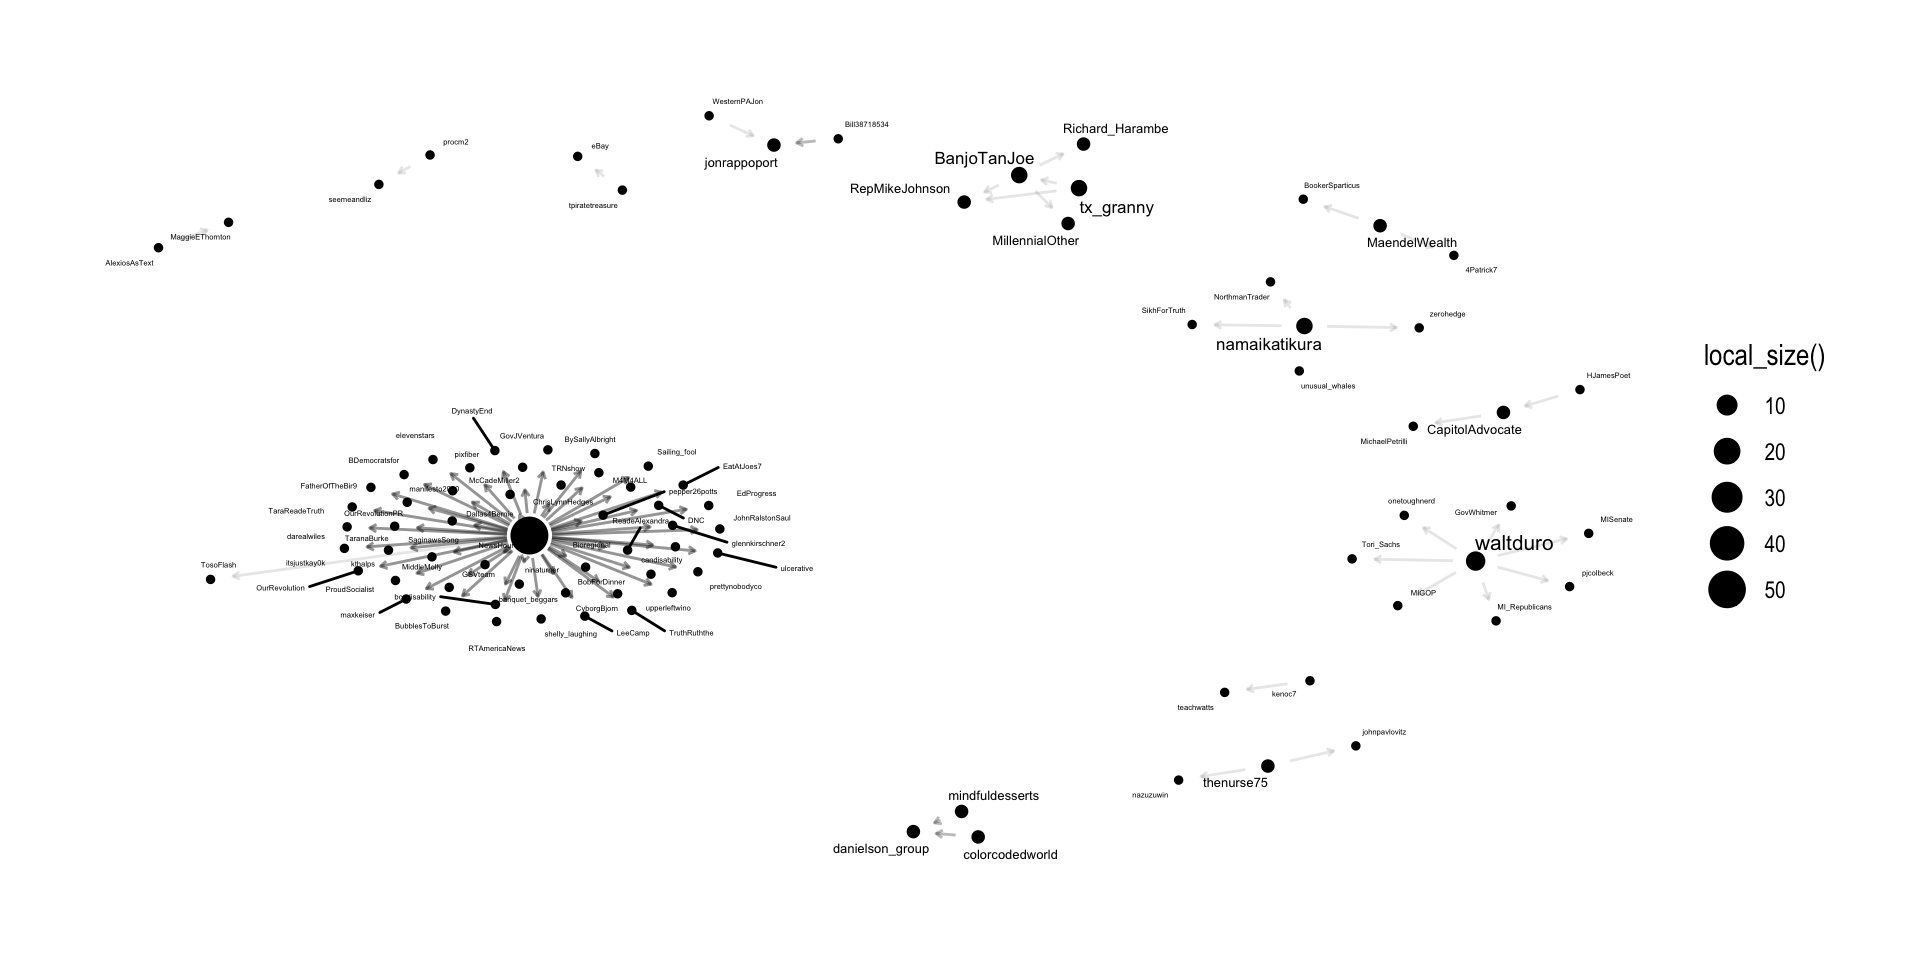 WesternPAJon
Bill38718534
procm2
eBay
jonrappoport
Richard_Harambe
BanjoTanJoe
RepMikeJohnson
tx_granny
MillennialOther
seemeandliz
tpiratetreasure
MaggieEThornton
AlexiosAsText
BookerSparticus
MaendelWealth
4Patrick7
NorthmanTrader
SikhForTruth
zerohedge
namaikatikura
unusual_whales
HJamesPoet
CapitolAdvocate
MichaelPetrilli
local_size()
10
20
30
40
50
DynastyEnd
elevenstars
GovJVentura
BySallyAlbright
pixfiber
Sailing_fool
BDemocratsfor
TRNshow
EatAtJoes7
FatherOfTheBir9
McCadeMiller2
M4M4ALL
manifesto2000
pepper26potts
EdProgress
ChrisLynnHedges
TaraReadeTruth
OurRevolutionPR
Dallas4Bernie
ReadeAlexandra
DNC
JohnRalstonSaul
darealwiles
TaranaBurke
SaginawsSong
NewsHour
Bioregional
glennkirschner2
TosoFlash
itsjustkay0k
kthalps
MiddleMolly
GBVteam
ninaturner
candisability
ulcerative
OurRevolution
ProudSocialist
BobForDinner
prettynobodyco
banquet_beggars
maxkeiser
CyborgBjorn
upperleftwino
BubblesToBurst
shelly_laughing
LeeCamp
TruthRuththe
RTAmericaNews
onetoughnerd
GovWhitmer
MISenate
waltduro
Tori_Sachs
pjcolbeck
MIGOP
MI_Republicans
kenoc7
teachwatts
johnpavlovitz
thenurse75
nazuzuwin
mindfuldesserts
danielson_group
colorcodedworld